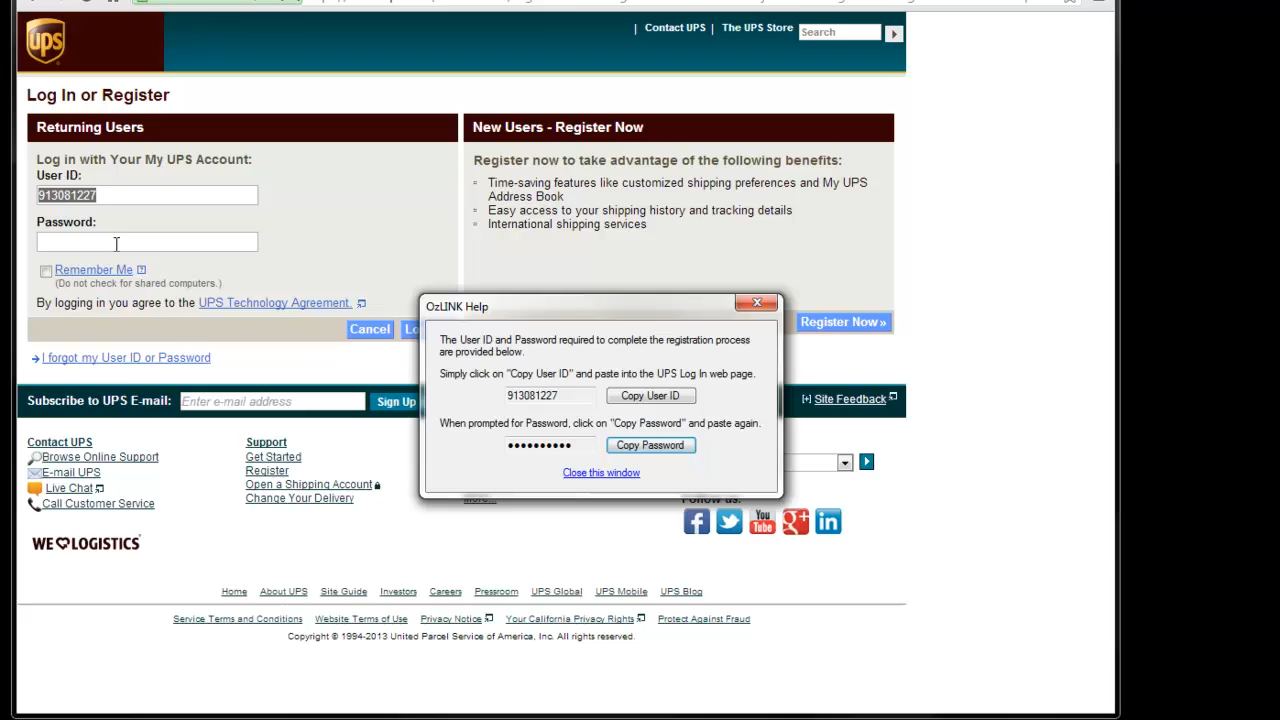 ups
| Contact UPS | The UPS Store Search
Log In or Register
Returning Users
Log in with Your My UPS Account:
User ID:
913081227
Password:
Remember Me ?
(Do not check for shared computers.)
By logging in you agree to the UPS Technology Agreement.
Cancel Lo
I forgot my User ID or Password
New Users - Register Now
Register now to take advantage of the following benefits:
Time-saving features like customized shipping preferences and My UPS
Address Book
Easy access to your shipping history and tracking details
International shipping services
Register Now»
OzLINK Help
The User ID and Password required to complete the registration process
are provided below.
Simply click on "Copy User ID" and paste into the UPS Log In web page.
913081227 Copy User ID
When prompted for Password, click on "Copy Password" and paste again.
•••••••••• Copy Password
Close this window
Subscribe to UPS E-mail: Enter e-mail address Sign Up
[+] Site Feedback
Contact UPS
Browse Online Support
E-mail UPS
Live Chat
Call Customer Service
Support
Get Started
Register
Open a Shipping Account
Change Your Delivery
More...
Follow us:
f You Tube g+ in
WE LOGISTICS
Home About UPS Site Guide Investors Careers Pressroom UPS Global UPS Mobile UPS Blog
Service Terms and Conditions Website Terms of Use Privacy Notice Your California Privacy Rights Protect Against Fraud
Copyright © 1994-2013 United Parcel Service of America, Inc. All rights reserved.